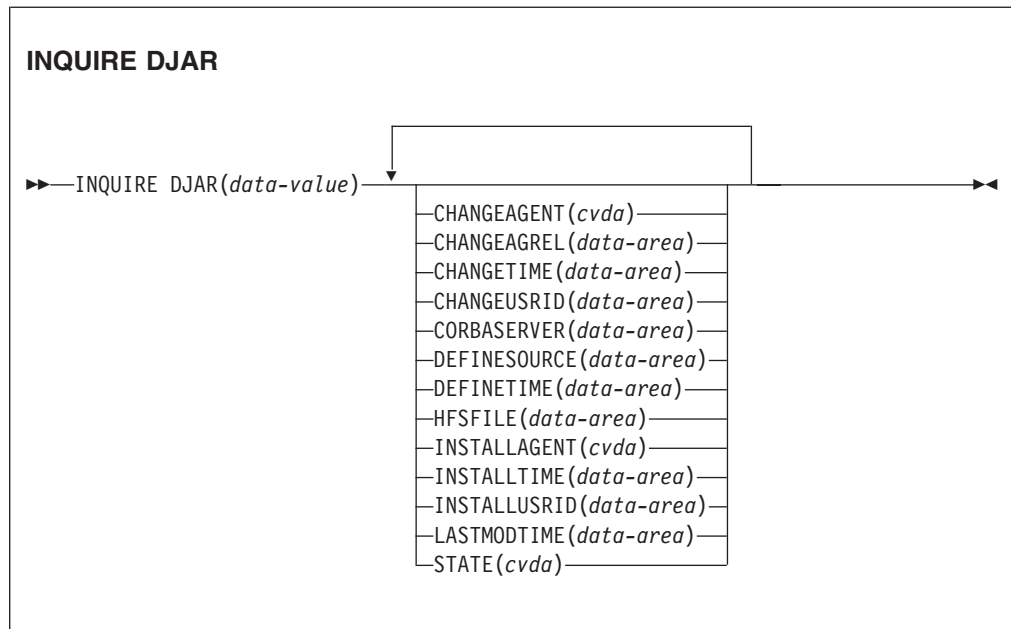 INQUIRE DJAR
INQUIRE DJAR(data-value)
CHANGEAGENT(cvda)
CHANGEAGREL(data-area)
CHANGETIME(data-area)
CHANGEUSRID(data-area)
CORBASERVER(data-area)
DEFINESOURCE(data-area)
DEFINETIME(data-area)
HFSFILE(data-area)
INSTALLAGENT(cvda)
INSTALLTIME(data-area)
INSTALLUSRID(data-area)
LASTMODTIME(data-area)
STATE(cvda)